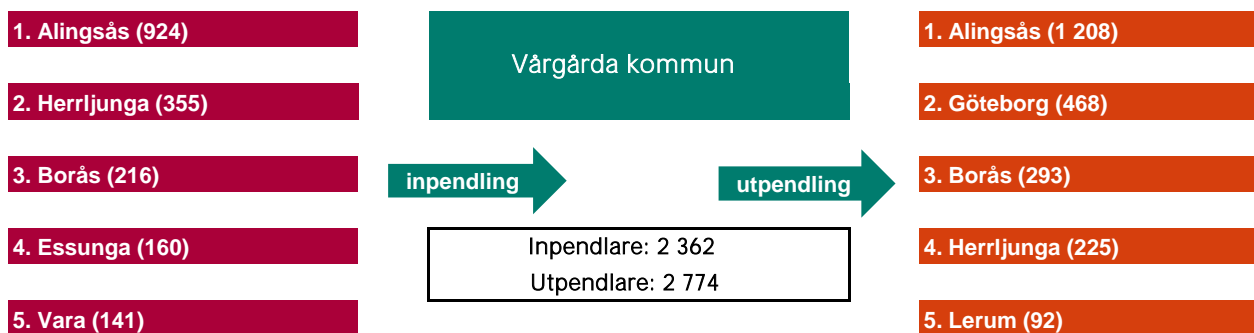 1. Alingsås (924)
2. Herrljunga (355)
3. Borås (216)
4. Essunga (160)
5. Vara (141)
Vårgårda kommun
inpendling
utpendling
Inpendlare: 2 362
Utpendlare: 2 774
1. Alingsås (1 208)
2. Göteborg (468)
3. Borås (293)
4. Herrljunga (225)
5. Lerum (92)